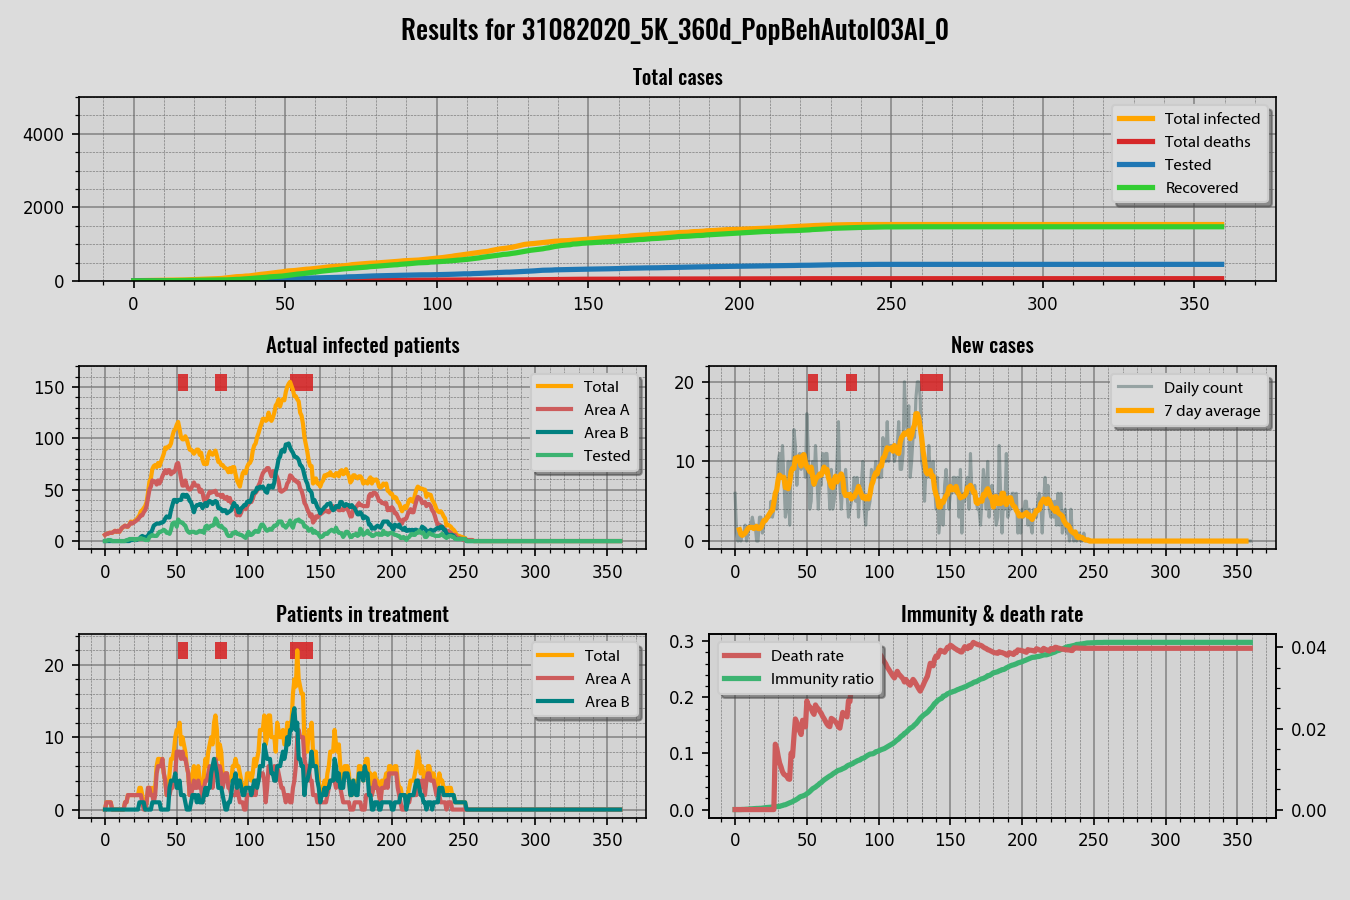 Results for 31082020_5K_360d_PopBehAutoI03AI_0
Total cases
4000
2000
0
0 50 100 150 200 250 300 350
Total infected
Total deaths
Tested
Recovered
Actual infected patients
150
100
50
0
0 50 100 150 200 250 300 350
Total
Area A
Area B
Tested
New cases
20
10
0
0 50 100 150 200 250 300 350
Daily count
7 day average
Patients in treatment
20
10
0
0 50 100 150 200 250 300 350
Total
Area A
Area B
Immunity & death rate
0.3
0.2
0.1
0.0
0 50 100 150 200 250 300 350
0.04
0.02
0.00
Death rate
Immunity ratio